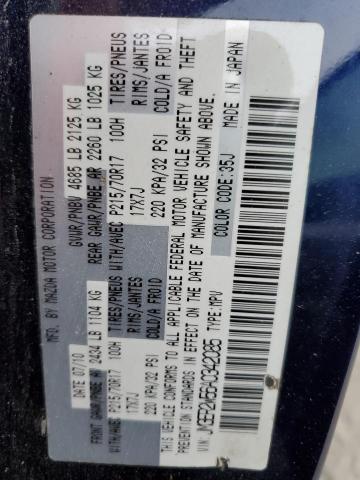 MFD. BY MAZDA MOTOR CORPORATION
DATE 07/10 GVWR/PNBV 4685 LB 2125 KG
FRONT GAWR/PNBE AV 2434 LB 1104 KG REAR GAWR/PNBE AR 2260 LB 1025 KG
WITH/AVEC P215/70R17 100H TIRES/PNEUS WITH/AVEC P215/70R17 100H TIRES/PNEUS
17X7J RIMS/JANTES 17X7J RIMS/JANTES
220 KPA/32 PSI COLD/A FROID 220 KPA/32 PSI COLD/A FROID
THIS VEHICLE CONFORMS TO ALL APPLICABLE FEDERAL MOTOR VEHICLE SAFETY AND THEFT
PREVENTION STANDARDS IN EFFECT ON THE DATE OF MANUFACTURE SHOWN ABOVE.
VIN: TYPE: MPV COLOR CODE: 35J MADE IN JAPAN